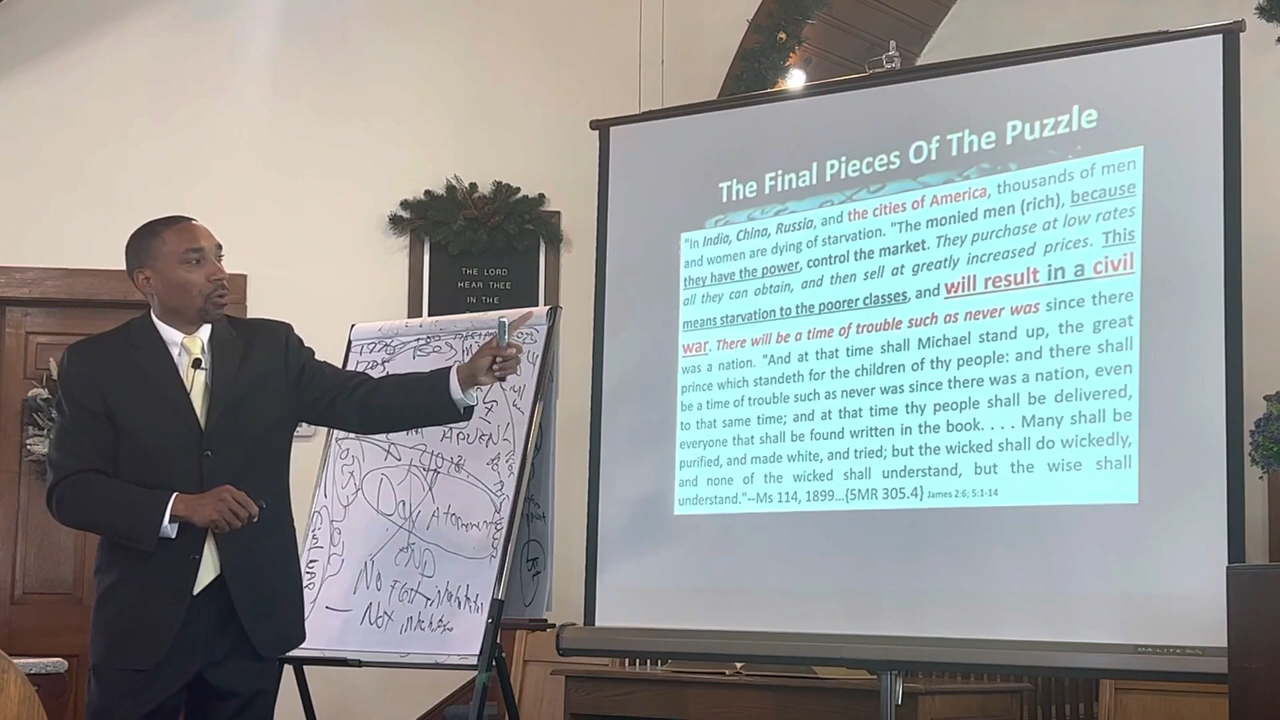 The Final Pieces Of The Puzzle
"In India, China, Russia, and the cities of America, thousands of men
and women are dying of starvation. "The monied men (rich), because
they have the power, control the market. They purchase at low rates
all they can obtain, and then sell at greatly increased prices. This
means starvation to the poorer classes, and will result in a civil
war. There will be a time of trouble such as never was since there
was a nation. "And at that time shall Michael stand up, the great
prince which standeth for the children of thy people: and there shall
be a time of trouble such as never was since there was a nation, even
to that same time; and at that time thy people shall be delivered,
everyone that shall be found written in the book. . . . Many shall be
purified, and made white, and tried; but the wicked shall do wickedly,
and none of the wicked shall understand, but the wise shall
understand."--Ms 114, 1899...{5MR 305.4} James 2:6; 5:1-14
THE LORD
HEAR THEE
IN THE
Day
Atonement
END
No
Not
DA-LITE